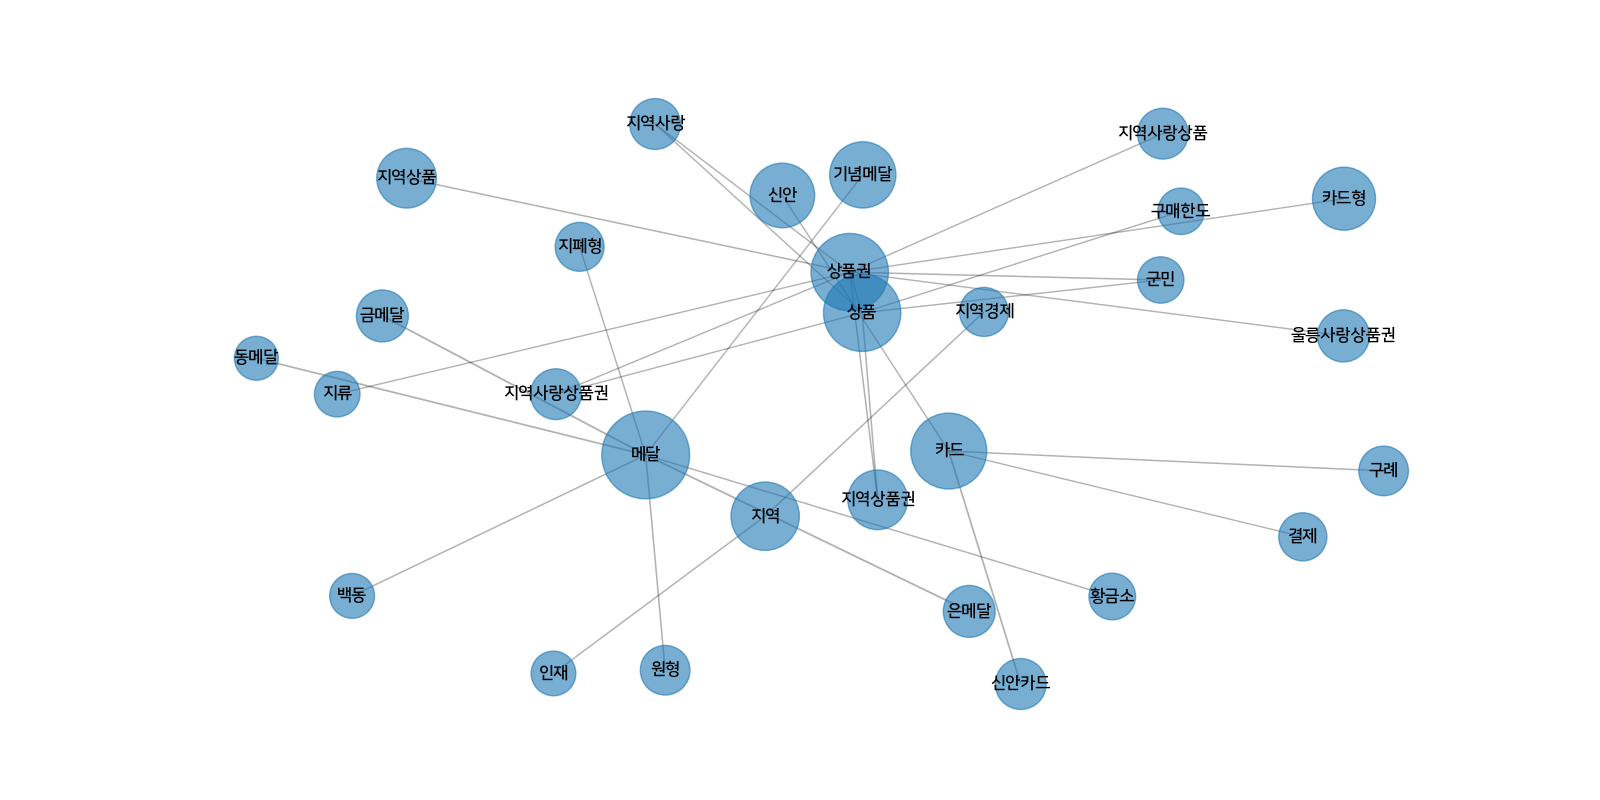 지역사랑
지역사랑상품
기념메달
지역상품
신안
카드형
구매한도
지폐형
상품권
군민
상품
지역경제
금메달
울릉사랑상품권
동메달
지류
지역사랑상품권
메달
카드
구례
지역상품권
지역
결제
백동
황금소
은메달
인재
원형
신안카드